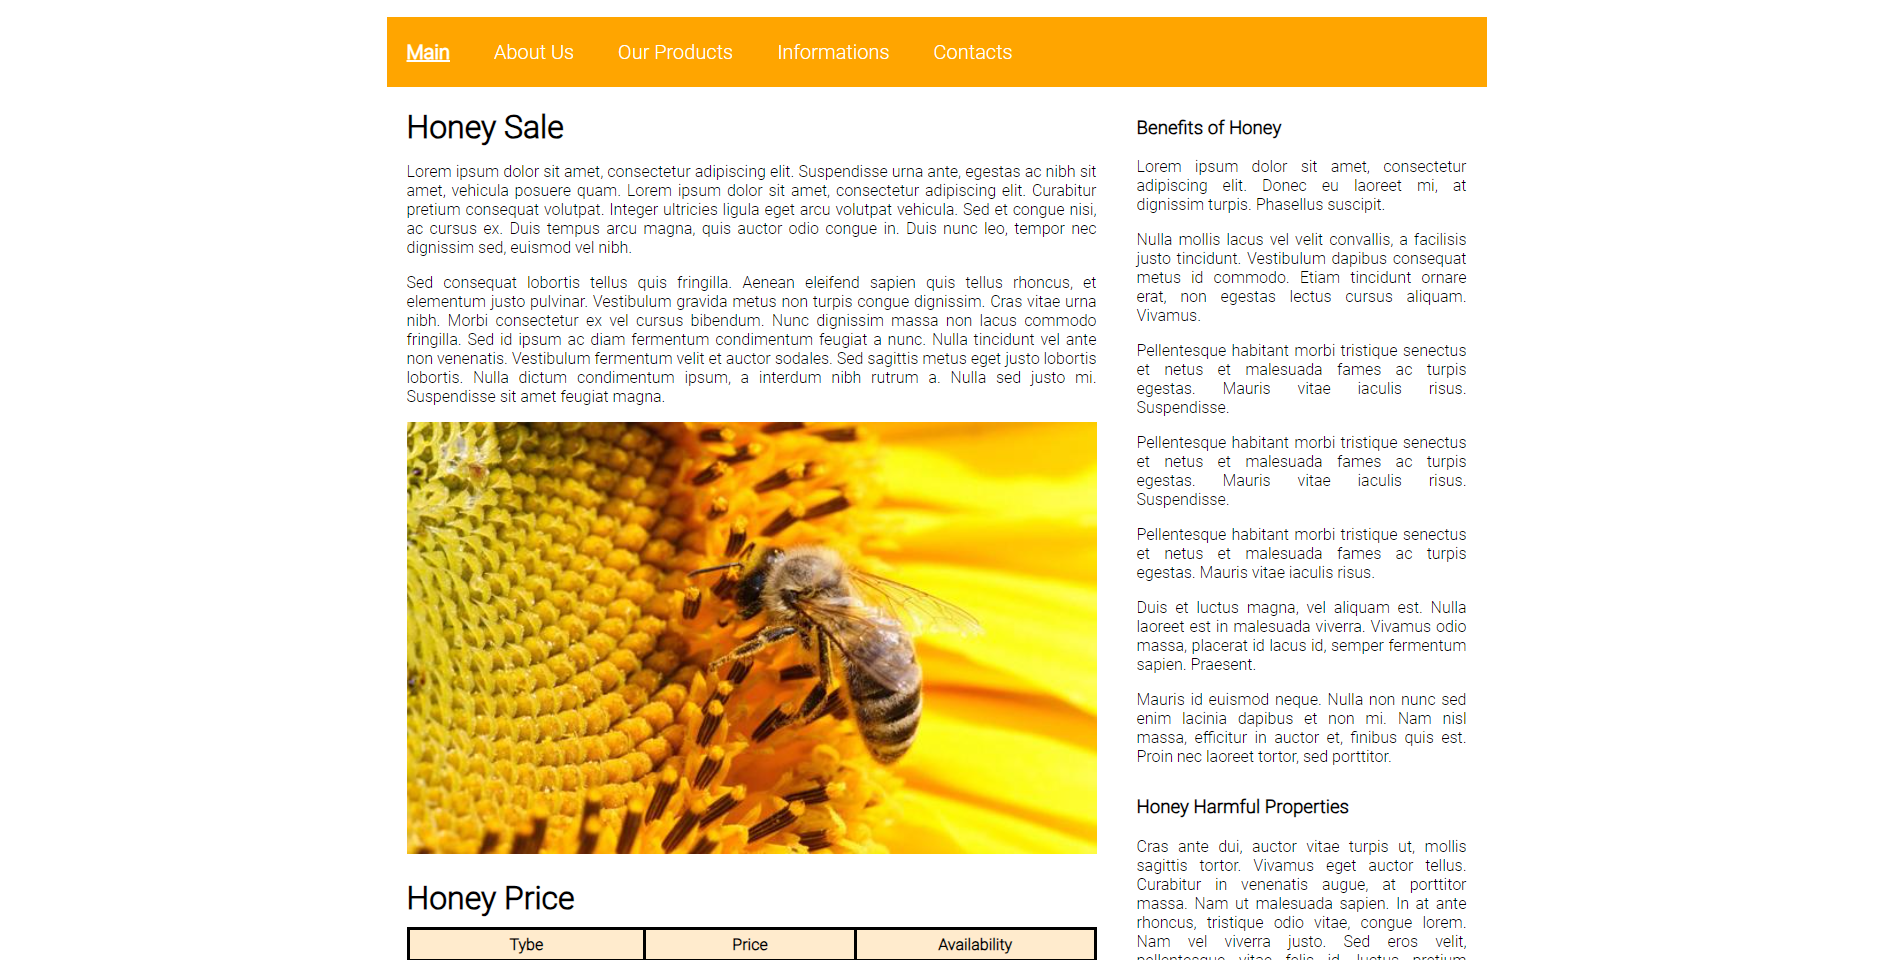 Main About Us Our Products Informations Contacts
Honey Sale
Lorem ipsum dolor sit amet, consectetur adipiscing elit. Suspendisse urna ante, egestas ac nibh sit
amet, vehicula posuere quam. Lorem ipsum dolor sit amet, consectetur adipiscing elit. Curabitur
pretium consequat volutpat. Integer ultricies ligula eget arcu volutpat vehicula. Sed et congue nisi,
ac cursus ex. Duis tempus arcu magna, quis auctor odio congue in. Duis nunc leo, tempor nec
dignissim sed, euismod vel nibh.
Sed consequat lobortis tellus quis fringilla. Aenean eleifend sapien quis tellus rhoncus, et
elementum justo pulvinar. Vestibulum gravida metus non turpis congue dignissim. Cras vitae urna
nibh. Morbi consectetur ex vel cursus bibendum. Nunc dignissim massa non lacus commodo
fringilla. Sed id ipsum ac diam fermentum condimentum feugiat a nunc. Nulla tincidunt vel ante
non venenatis. Vestibulum fermentum velit et auctor sodales. Sed sagittis metus eget justo lobortis
lobortis. Nulla dictum condimentum ipsum, a interdum nibh rutrum a. Nulla sed justo mi.
Suspendisse sit amet feugiat magna.
Honey Price
Tybe Price Availability
Benefits of Honey
Lorem ipsum dolor sit amet, consectetur
adipiscing elit. Donec eu laoreet mi, at
dignissim turpis. Phasellus suscipit.
Nulla mollis lacus vel velit convallis, a facilisis
justo tincidunt. Vestibulum dapibus consequat
metus id commodo. Etiam tincidunt ornare
erat, non egestas lectus cursus aliquam.
Vivamus.
Pellentesque habitant morbi tristique senectus
et netus et malesuada fames ac turpis
egestas. Mauris vitae iaculis risus.
Suspendisse.
Pellentesque habitant morbi tristique senectus
et netus et malesuada fames ac turpis
egestas. Mauris vitae iaculis risus.
Suspendisse.
Pellentesque habitant morbi tristique senectus
et netus et malesuada fames ac turpis
egestas. Mauris vitae iaculis risus.
Duis et luctus magna, vel aliquam est. Nulla
laoreet est in malesuada viverra. Vivamus odio
massa, placerat id lacus id, semper fermentum
sapien. Praesent.
Mauris id euismod neque. Nulla non nunc sed
enim lacinia dapibus et non mi. Nam nisl
massa, efficitur in auctor et, finibus quis est.
Proin nec laoreet tortor, sed porttitor.
Honey Harmful Properties
Cras ante dui, auctor vitae turpis ut, mollis
sagittis tortor. Vivamus eget auctor tellus.
Curabitur in venenatis augue, at porttitor
massa. Nam ut malesuada sapien. In at ante
rhoncus, tristique odio vitae, congue lorem.
Nam vel viverra justo. Sed eros velit,
pellentesque vitae felis id, luctus pretium